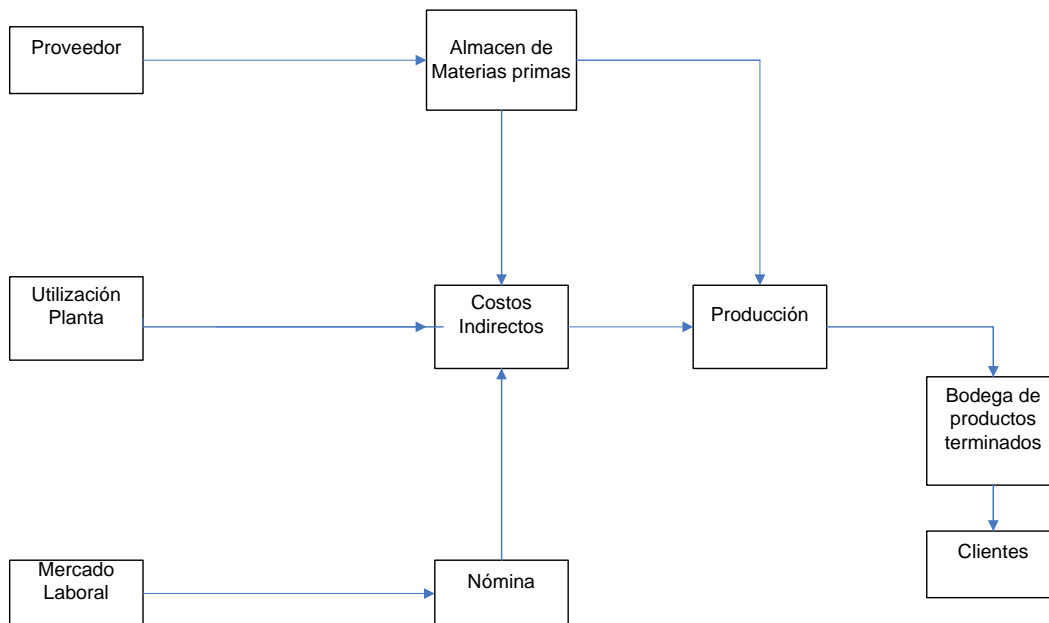 Proveedor
Almacen de
Materias primas
Utilización
Planta
Costos
Indirectos
Producción
Bodega de
productos
terminados
Clientes
Mercado
Laboral
Nómina